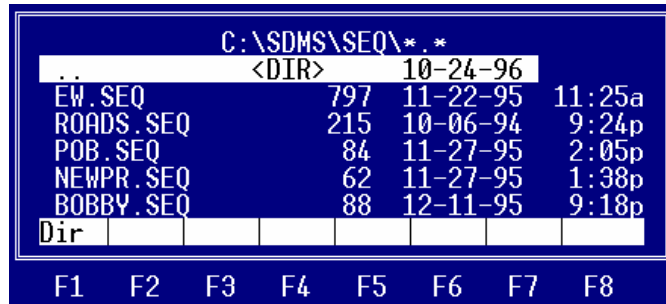 C:\SDMS\SEQ\*.*
.. <DIR> 10-24-96
EW.SEQ 797 11-22-95 11:25a
ROADS.SEQ 215 10-06-94 9:24p
POB.SEQ 84 11-27-95 2:05p
NEWPR.SEQ 62 11-27-95 1:38p
BOBBY.SEQ 88 12-11-95 9:18p
Dir
F1 F2 F3 F4 F5 F6 F7 F8